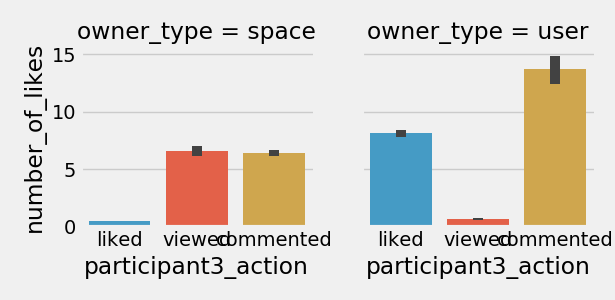 owner_type = space
owner_type = user
number_of_likes
15
10
5
0
liked
viewed
commented
liked
viewed
commented
participant3_action
participant3_action